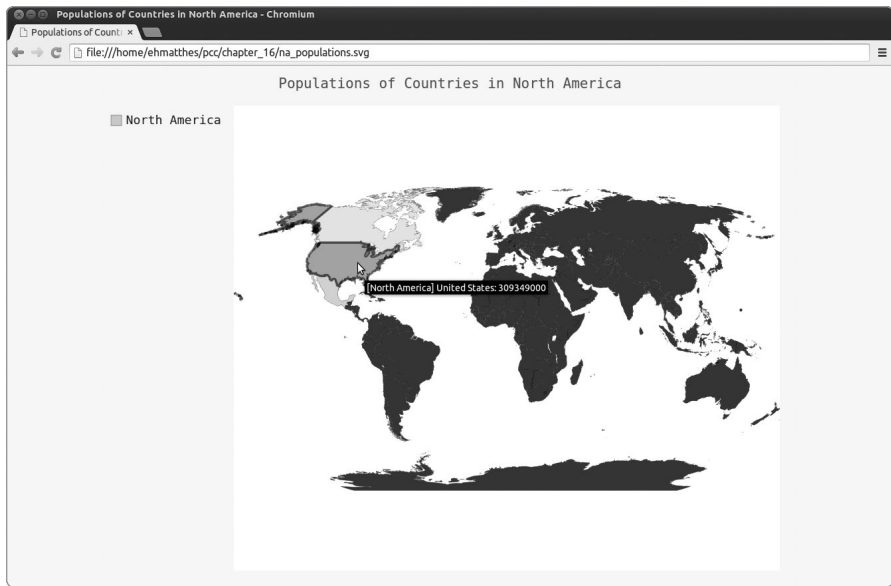 Populations of Countries in North America - Chromium
Populations of Count
file:///home/ehmatthes/pcc/chapter_16/na_populations.svg
Populations of Countries in North America
North America
[North America] United States: 309349000